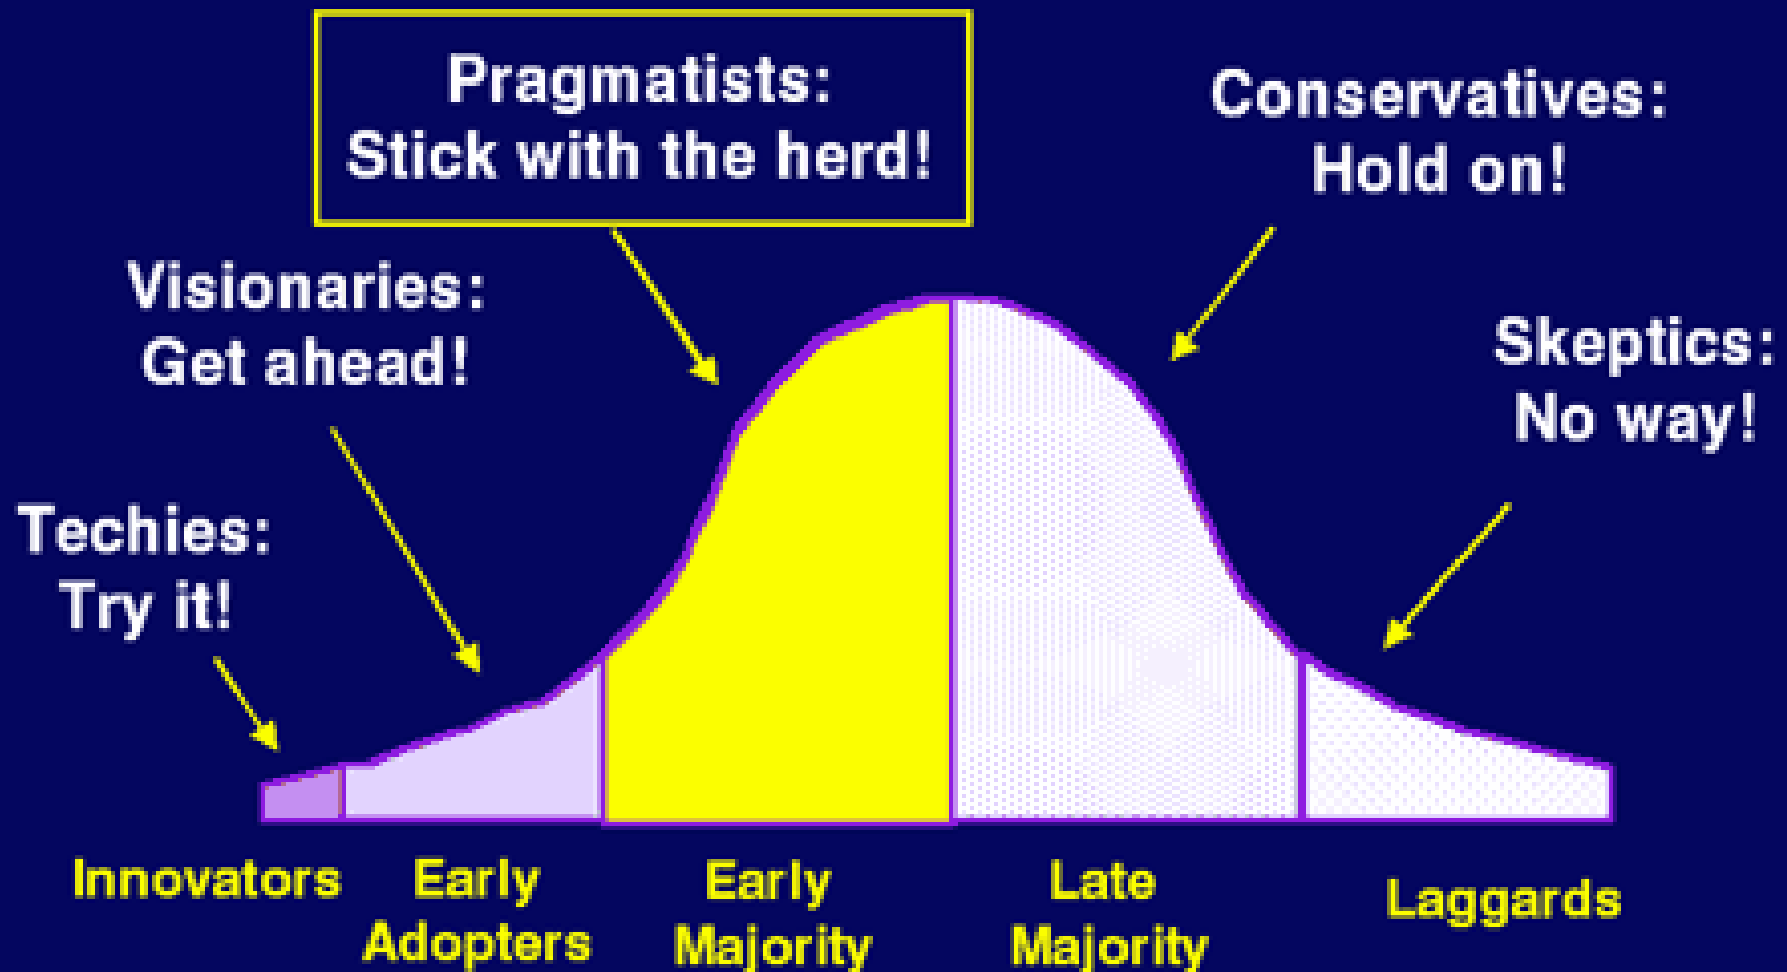 Pragmatists:
Stick with the herd!
Conservatives:
Hold on!
Visionaries:
Get ahead!
Skeptics:
No way!
Techies:
Try it!
Innovators
Early
Adopters
Early
Majority
Late
Majority
Laggards